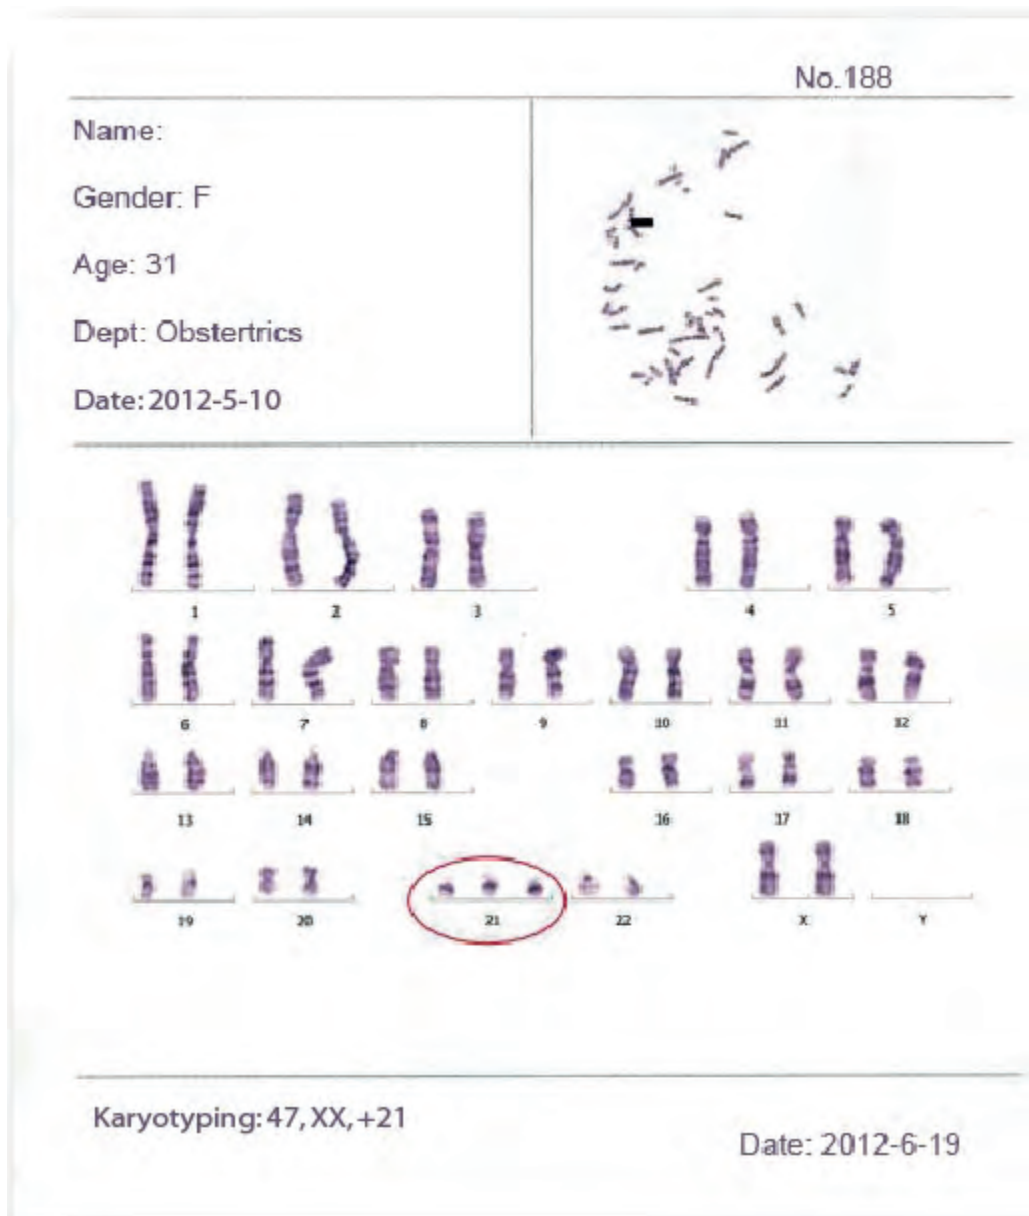 No.188
Name:
Gender: F
Age: 31
Dept: Obstertrics
Date: 2012-5-10
1 2 3 4 5
6 7 8 9 10 11 12
13 14 15 16 17 18
19 20 21 22 X Y
Karyotyping: 47, XX, +21
Date: 2012-6-19